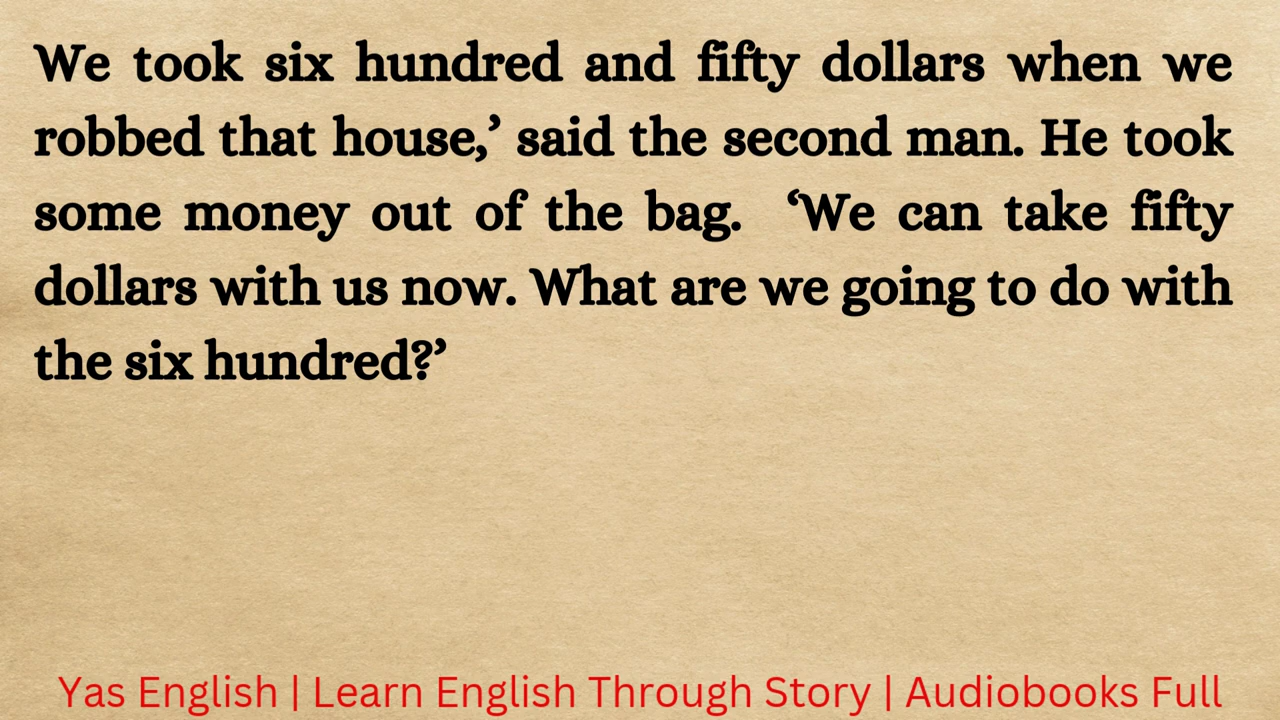 We took six hundred and fifty dollars when we
robbed that house,’ said the second man. He took
some money out of the bag.  ‘We can take fifty
dollars with us now. What are we going to do with
the six hundred?’
Yas English | Learn English Through Story | Audiobooks Full